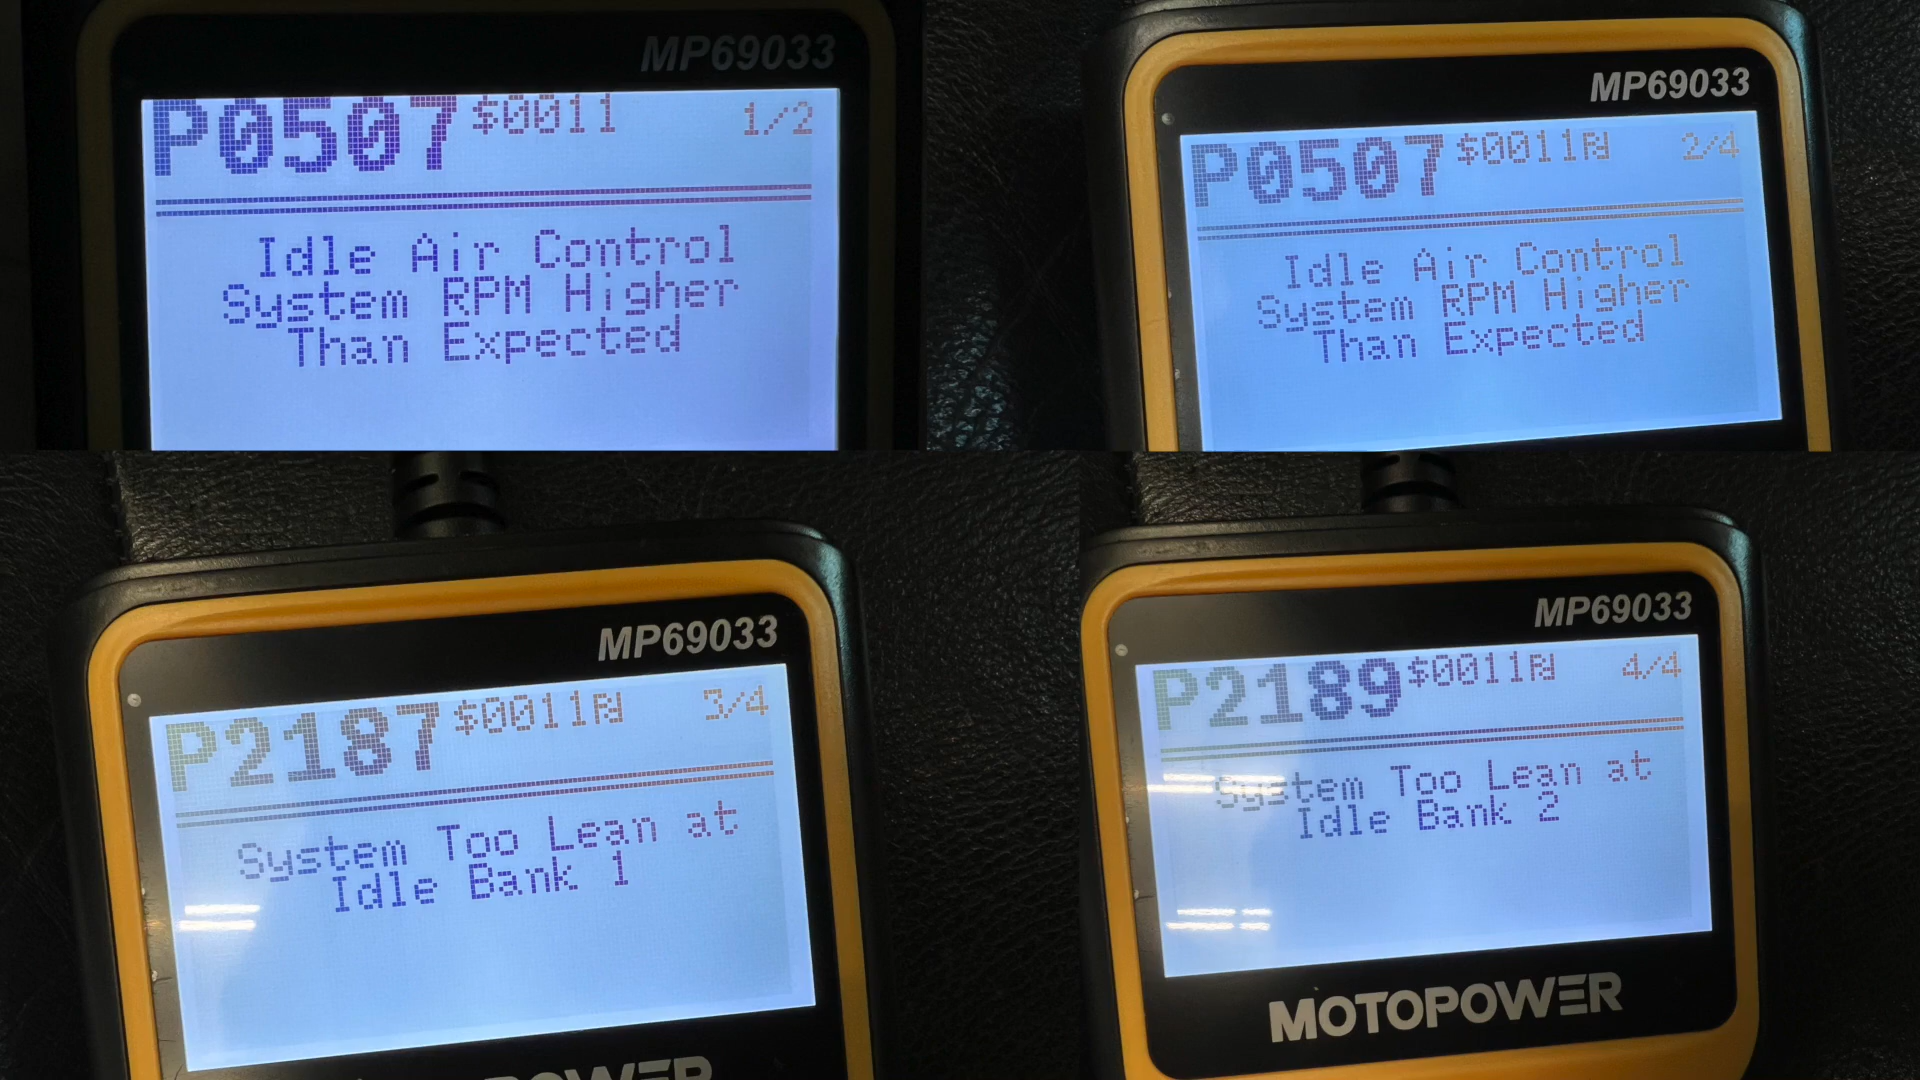 MP69033
P0507 $0011 1/2
Idle Air Control
System RPM Higher
Than Expected
MP69033
P0507 $0011 2/4
Idle Air Control
System RPM Higher
Than Expected
MP69033
P2187 $0011 3/4
System Too Lean at
Idle Bank 1
MP69033
P2189 $0011 4/4
System Too Lean at
Idle Bank 2
MOTOPOWER